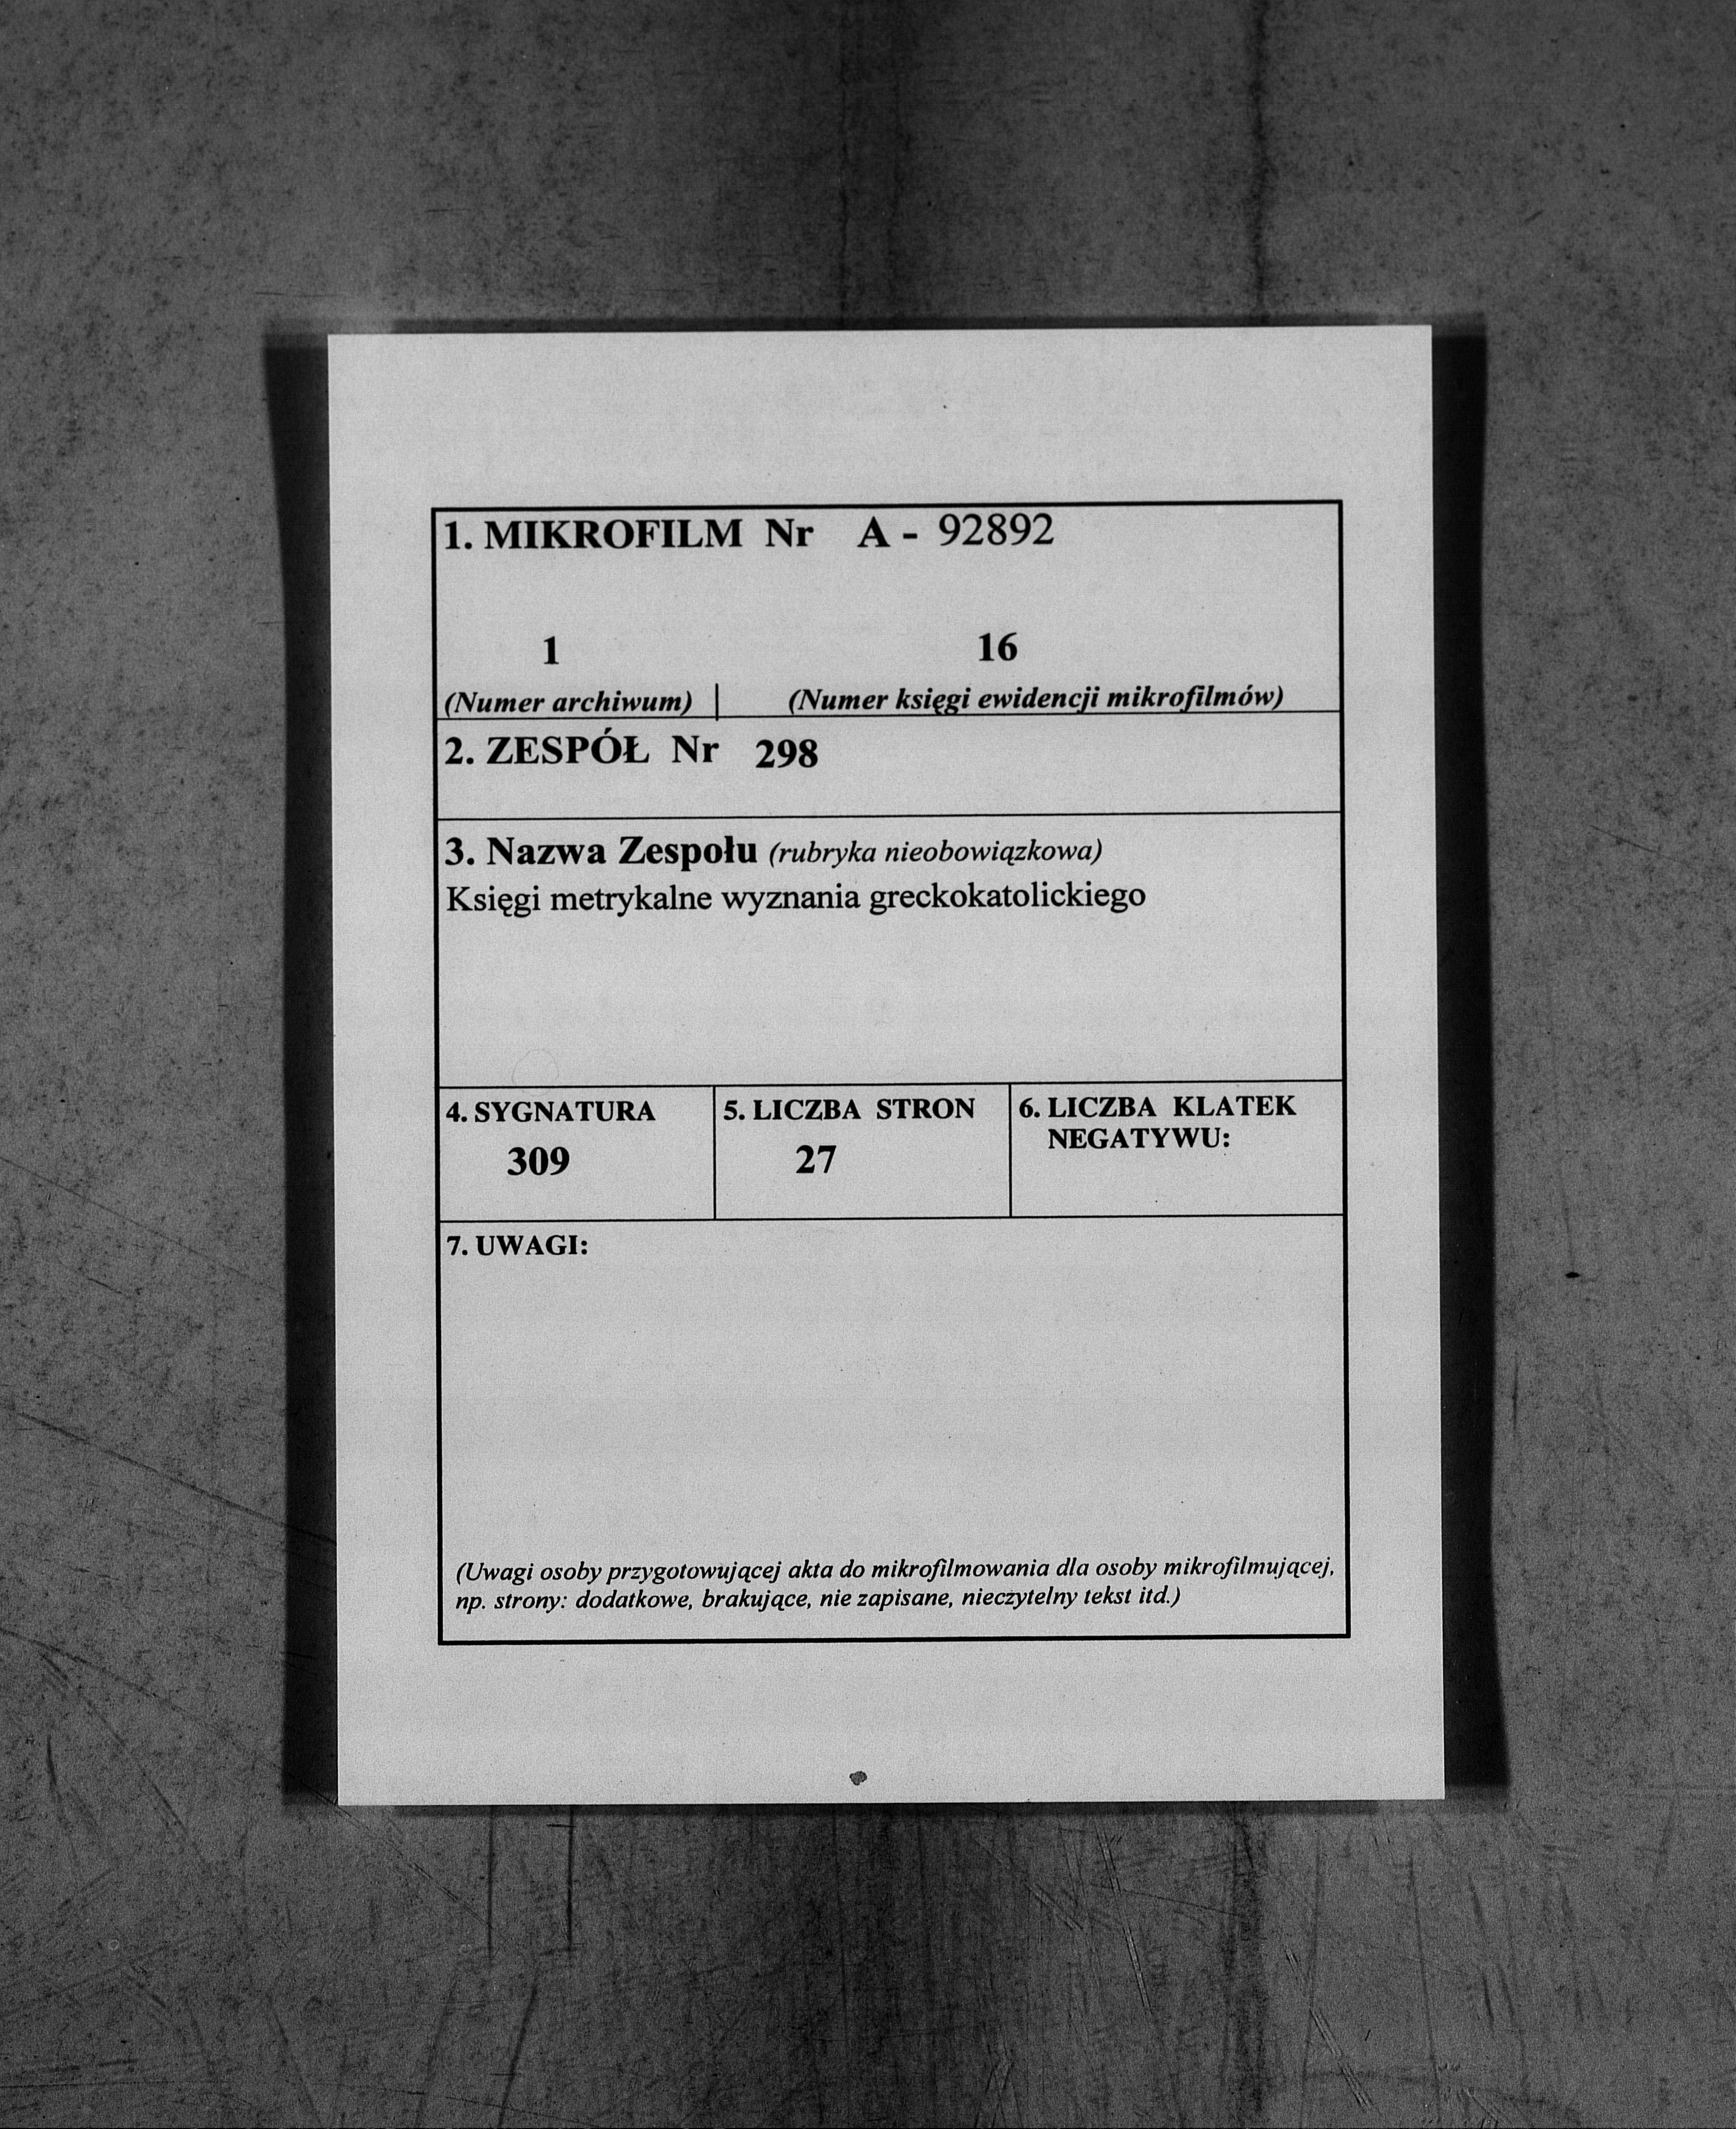 1. MIKROFILM Nr A - 92892
1 16
(Numer archiwum) | (Numer księgi ewidencji mikrofilmów)
2. ZESPÓŁ Nr 298
3. Nazwa Zespołu (rubryka nieobowiązkowa)
Księgi metrykalne wyznania greckokatolickiego
4. SYGNATURA
309
5. LICZBA STRON
27
6. LICZBA KLATEK
NEGATYWU:
7. UWAGI:
(Uwagi osoby przygotowującej akta do mikrofilmowania dla osoby mikrofilmującej,
np. strony: dodatkowe, brakujące, nie zapisane, nieczytelny tekst itd.)